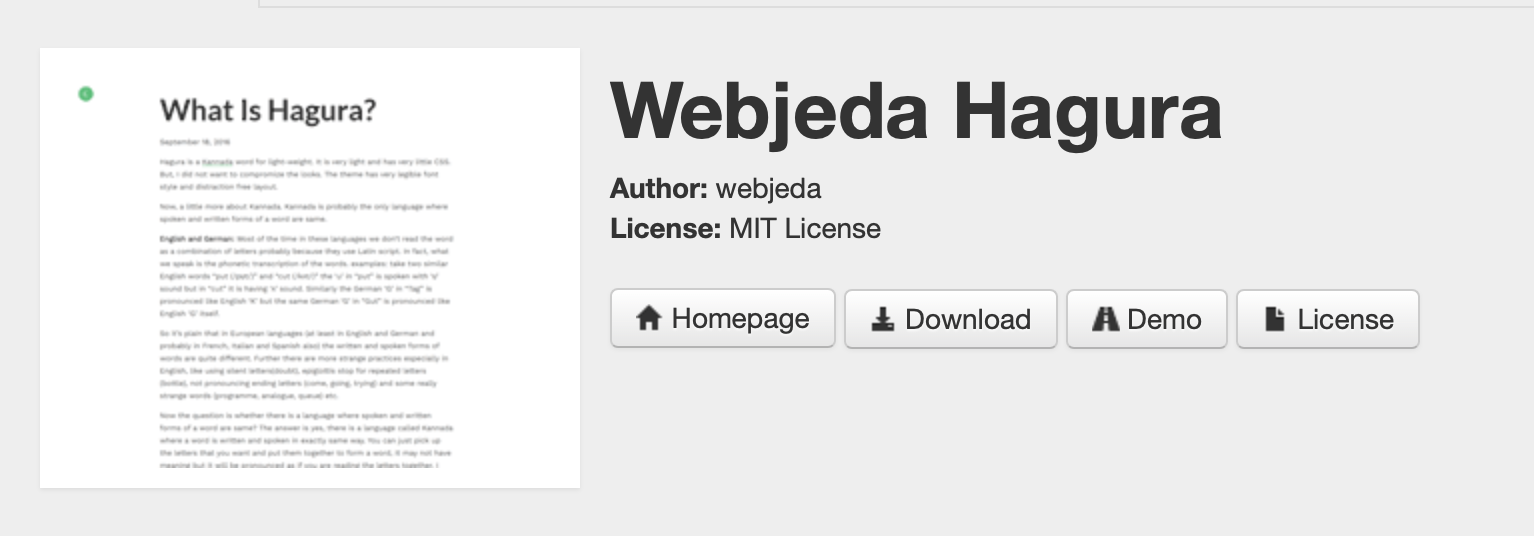 What Is Hagura?
September 18, 2016
Hagura is a Kannada word for light-weight. It is very light and has very little CSS.
But, I did not want to compromize the looks. The theme has very legible font
style and distraction free layout.
Now, a little more about Kannada. Kannada is probably the only language where
spoken and written forms of a word are same.
English and German: Most of the time in these languages we don't read the word
as a combination of letters probably because they use Latin script. In fact, what
we speak is the phonetic transcription of the words. examples: take two similar
English words "put and "cut the 'u' in "put" is spoken with
sound but in "cut" it is having sound. Similarly the German 'G' in "Tag" is
pronounced like English 'K' but the same German 'G' in "Gut" is pronounced like
English 'G' itself.
So it's plain that in European languages (at least in English and German and
probably in French, Italian and Spanish also) the written and spoken forms of
words are quite different. Further there are more strange practices especially in
English, like using silent letters(doubt), epiglottis stop for repeated letters
(bottle), not pronouncing ending letters (come, going, trying) and some really
strange words (programme, analogue, queue) etc.
Now the question is whether there is a language where spoken and written
forms of a word are same? The answer is yes, there is a language called Kannada
where a word is written and spoken in exactly same way. You can just pick up
the letters that you want and put them together to form a word. It may not have
meaning but it will be pronounced as if you are reading the letters together. I
Webjeda Hagura
Author: webjeda
License: MIT License
Homepage
Download
Demo
License